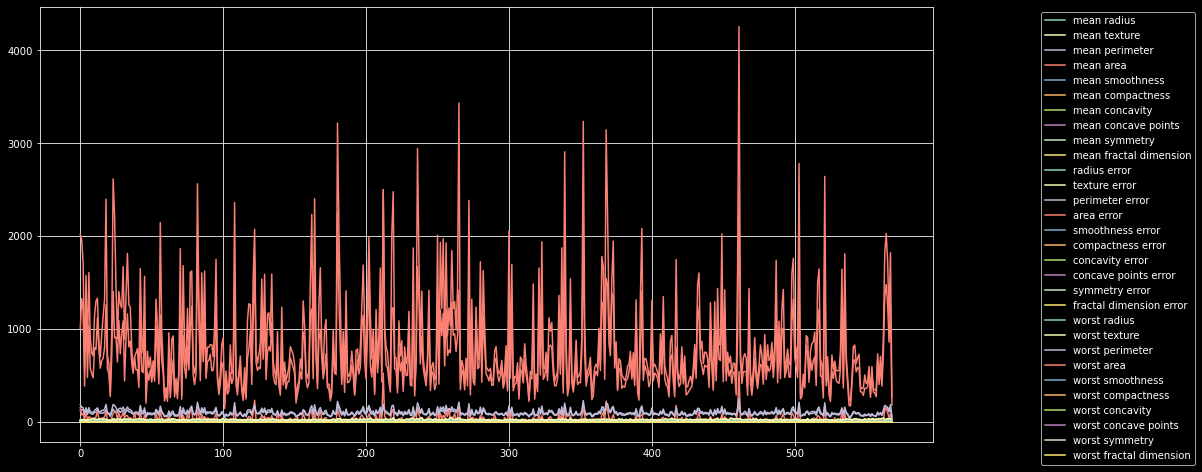 4000
3000
2000
1000
0
0
100
200
300
400
500
mean radius
mean texture
mean perimeter
mean area
mean smoothness
mean compactness
mean concavity
mean concave points
mean symmetry
mean fractal dimension
radius error
texture error
perimeter error
area error
smoothness error
compactness error
concavity error
concave points error
symmetry error
fractal dimension error
worst radius
worst texture
worst perimeter
worst area
worst smoothness
worst compactness
worst concavity
worst concave points
worst symmetry
worst fractal dimension